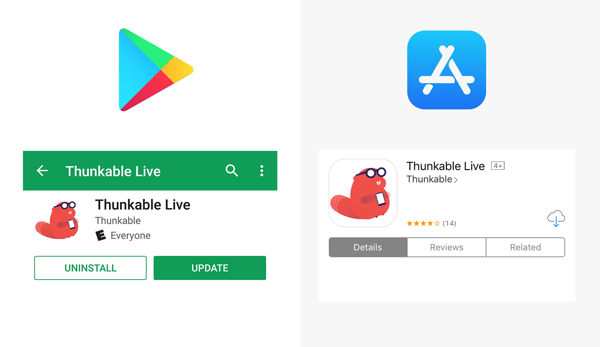 Thunkable Live
Thunkable Live
Thunkable
E Everyone
UNINSTALL
UPDATE
Thunkable Live 4+
Thunkable >
(14)
Details
Reviews
Related